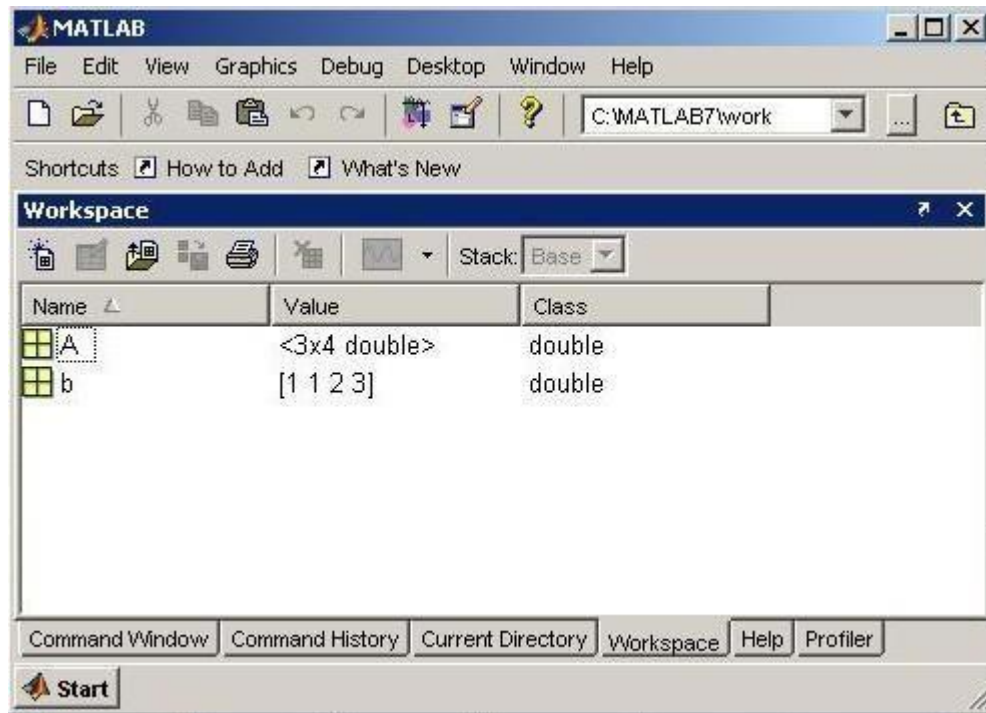 MATLAB
File Edit View Graphics Debug Desktop Window Help
C:\MATLAB7\work ...
Shortcuts How to Add What's New
Workspace
Stack: Base
Name Value Class
A <3x4 double> double
b [1 1 2 3] double
Command Window Command History Current Directory Workspace Help Profiler
Start